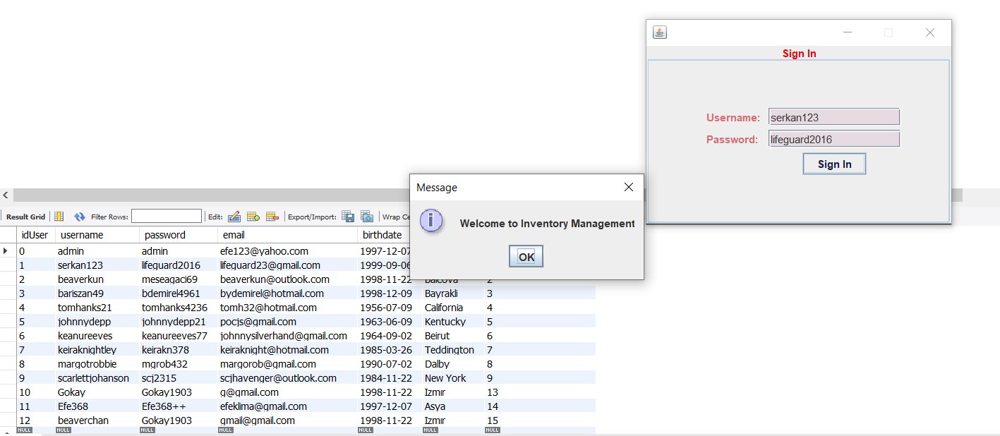 Sign In
Username: serkan123
Password: lifeguard2016
Sign In
Message
Welcome to Inventory Management
OK
Result Grid Filter Rows: Edit: Export/Import: Wrap Ce
idUser username password email birthdate
0 admin admin efe123@yahoo.com 1997-12-07
1 serkan123 lifeguard2016 lifeguard23@gmail.com 1999-09-06
2 beaverkun meseagaci69 beaverkun@outlook.com 1998-11-22 Balcova 2
3 bariszan49 bdemirel4961 bydemirel@hotmail.com 1998-12-09 Bayrakli 3
4 tomhanks21 tomhanks4236 tomh32@hotmail.com 1956-07-09 California 4
5 johnnydepp johnnydepp21 pocjs@gmail.com 1963-06-09 Kentucky 5
6 keanureeves keanureeves77 johnnysilverhand@gmail.com 1964-09-02 Beirut 6
7 keiraknightley keirakn378 keiraknight@hotmail.com 1985-03-26 Teddington 7
8 margotrobbie mgrob432 margorob@gmail.com 1990-07-02 Dalby 8
9 scarlettjohanson scj2315 scjhavenger@outlook.com 1984-11-22 New York 9
10 Gokay Gokay1903 g@gmail.com 1998-11-22 Izmır 13
11 Efe368 Efe368++ efeklima@gmail.com 1997-12-07 Asya 14
12 beaverchan Gokay1903 gmail@gmail.com 1998-11-22 Izmır 15
NULL NULL NULL NULL NULL NULL NULL